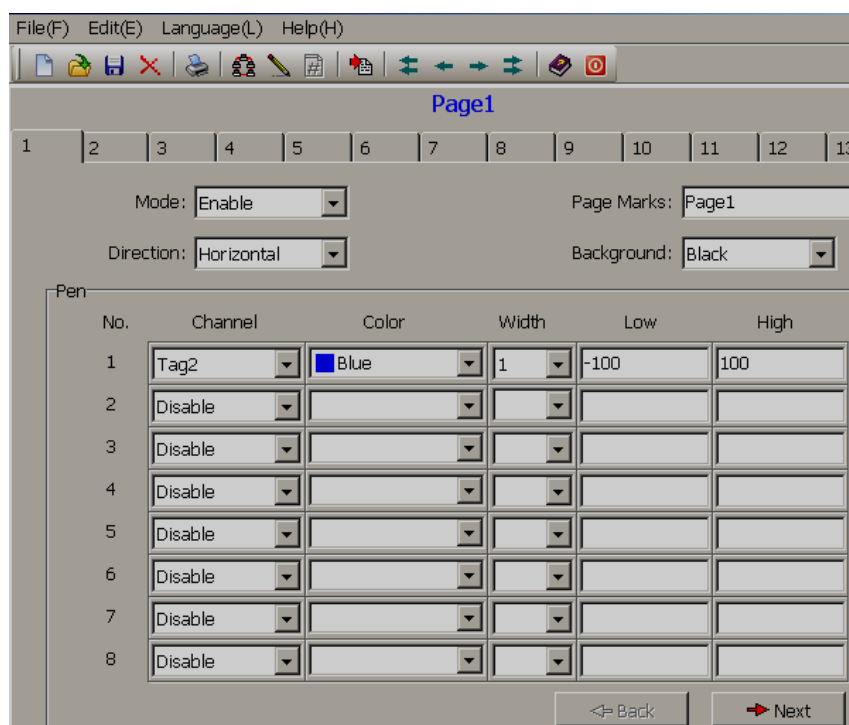 File(F) Edit(E) Language(L) Help(H)
Page1
1 2 3 4 5 6 7 8 9 10 11 12 13
Mode: Enable Page Marks: Page1
Direction: Horizontal Background: Black
Pen
No. Channel Color Width Low High
1 Tag2 Blue 1 -100 100
2 Disable
3 Disable
4 Disable
5 Disable
6 Disable
7 Disable
8 Disable
Back Next